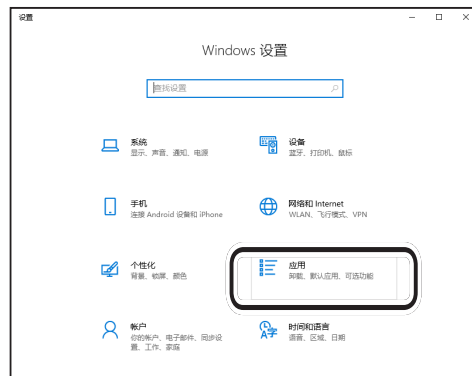 设置
Windows 设置
查找设置
系统
显示、声音、通知、电源
设备
蓝牙、打印机、鼠标
手机
连接 Android 设备和 iPhone
网络和 Internet
WLAN、飞行模式、VPN
个性化
背景、锁屏、颜色
应用
卸载、默认应用、可选功能
帐户
你的帐户、电子邮件、同步设
置、工作、家庭
时间和语言
语音、区域、日期